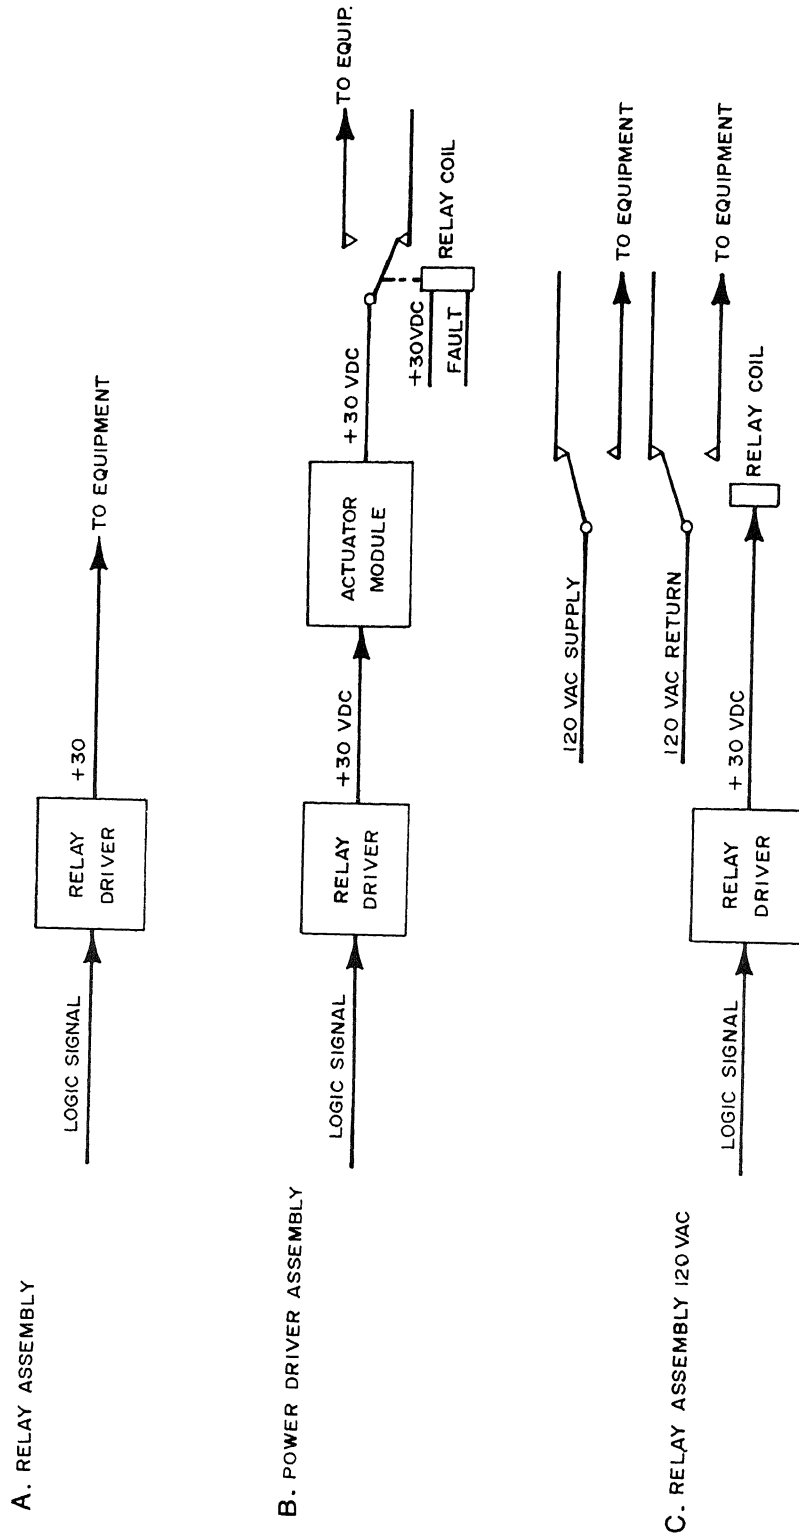 A. RELAY ASSEMBLY
LOGIC SIGNAL
RELAY
DRIVER
+30
TO EQUIPMENT
B. POWER DRIVER ASSEMBLY
LOGIC SIGNAL
RELAY
DRIVER
+30 VDC
ACTUATOR
MODULE
+30 VDC
TO EQUIP.
+30VDC
FAULT
RELAY COIL
C. RELAY ASSEMBLY 120 VAC
LOGIC SIGNAL
RELAY
DRIVER
+ 30 VDC
RELAY COIL
120 VAC SUPPLY
TO EQUIPMENT
120 VAC RETURN
TO EQUIPMENT